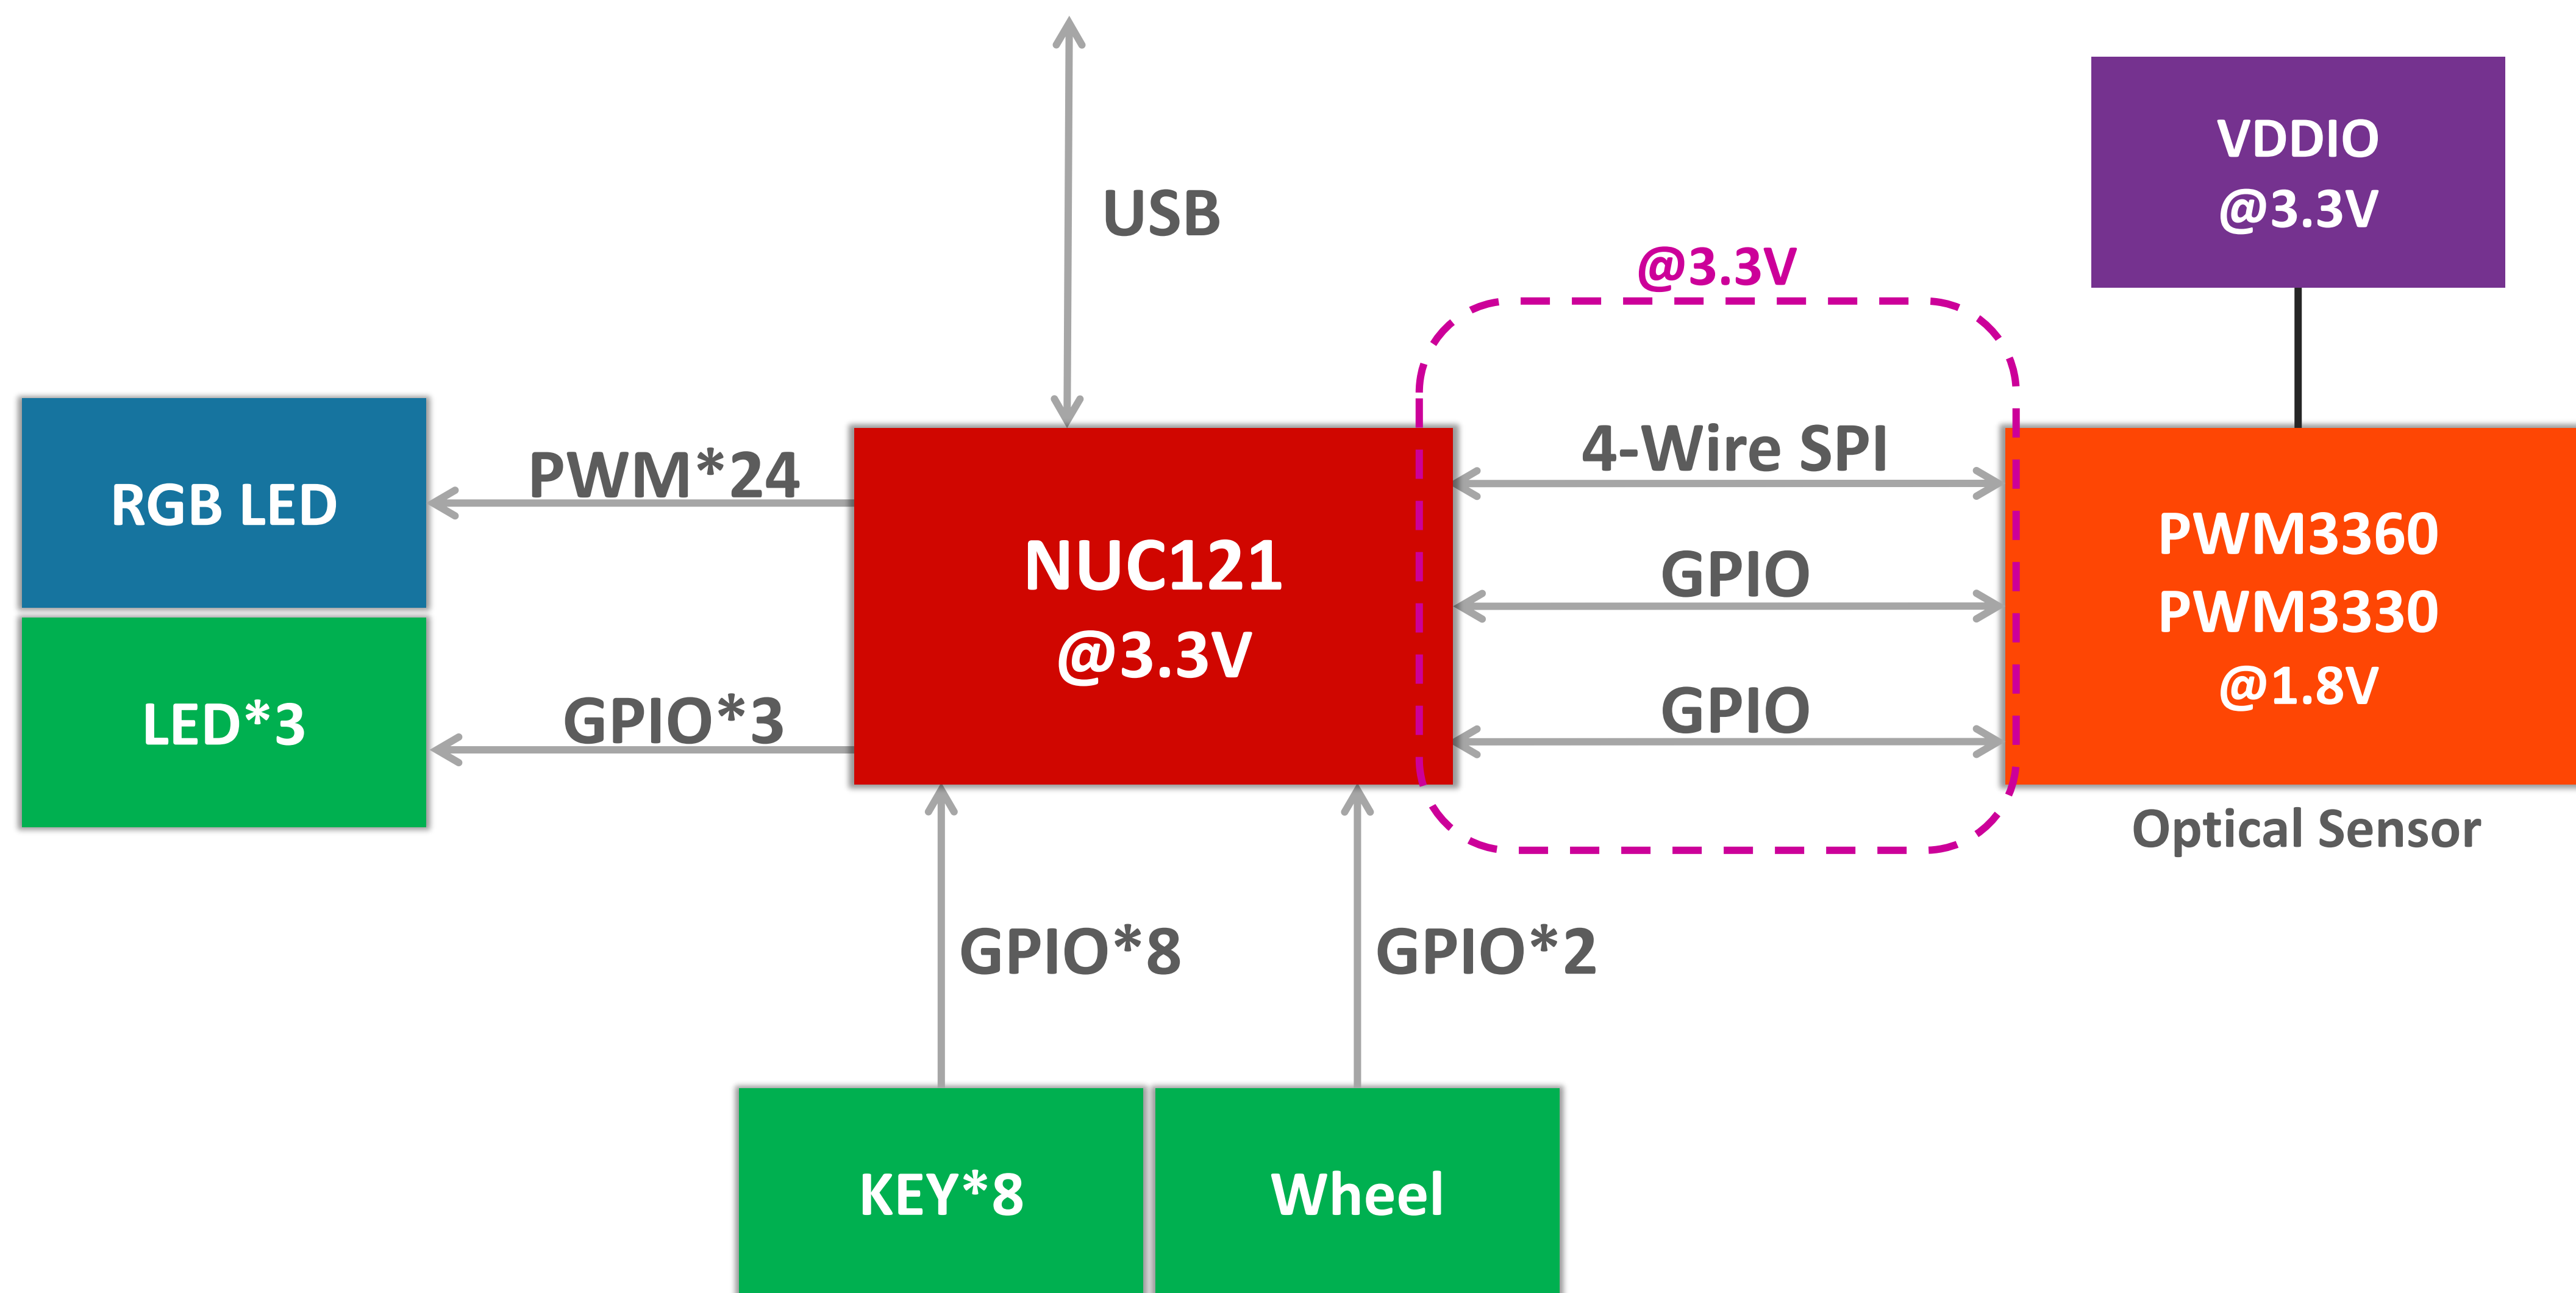 USB
VDDIO
@3.3V
@3.3V
RGB LED
PWM*24
LED*3
GPIO*3
NUC121
@3.3V
4-Wire SPI
GPIO
GPIO
PWM3360
PWM3330
@1.8V
Optical Sensor
GPIO*8
GPIO*2
KEY*8
Wheel